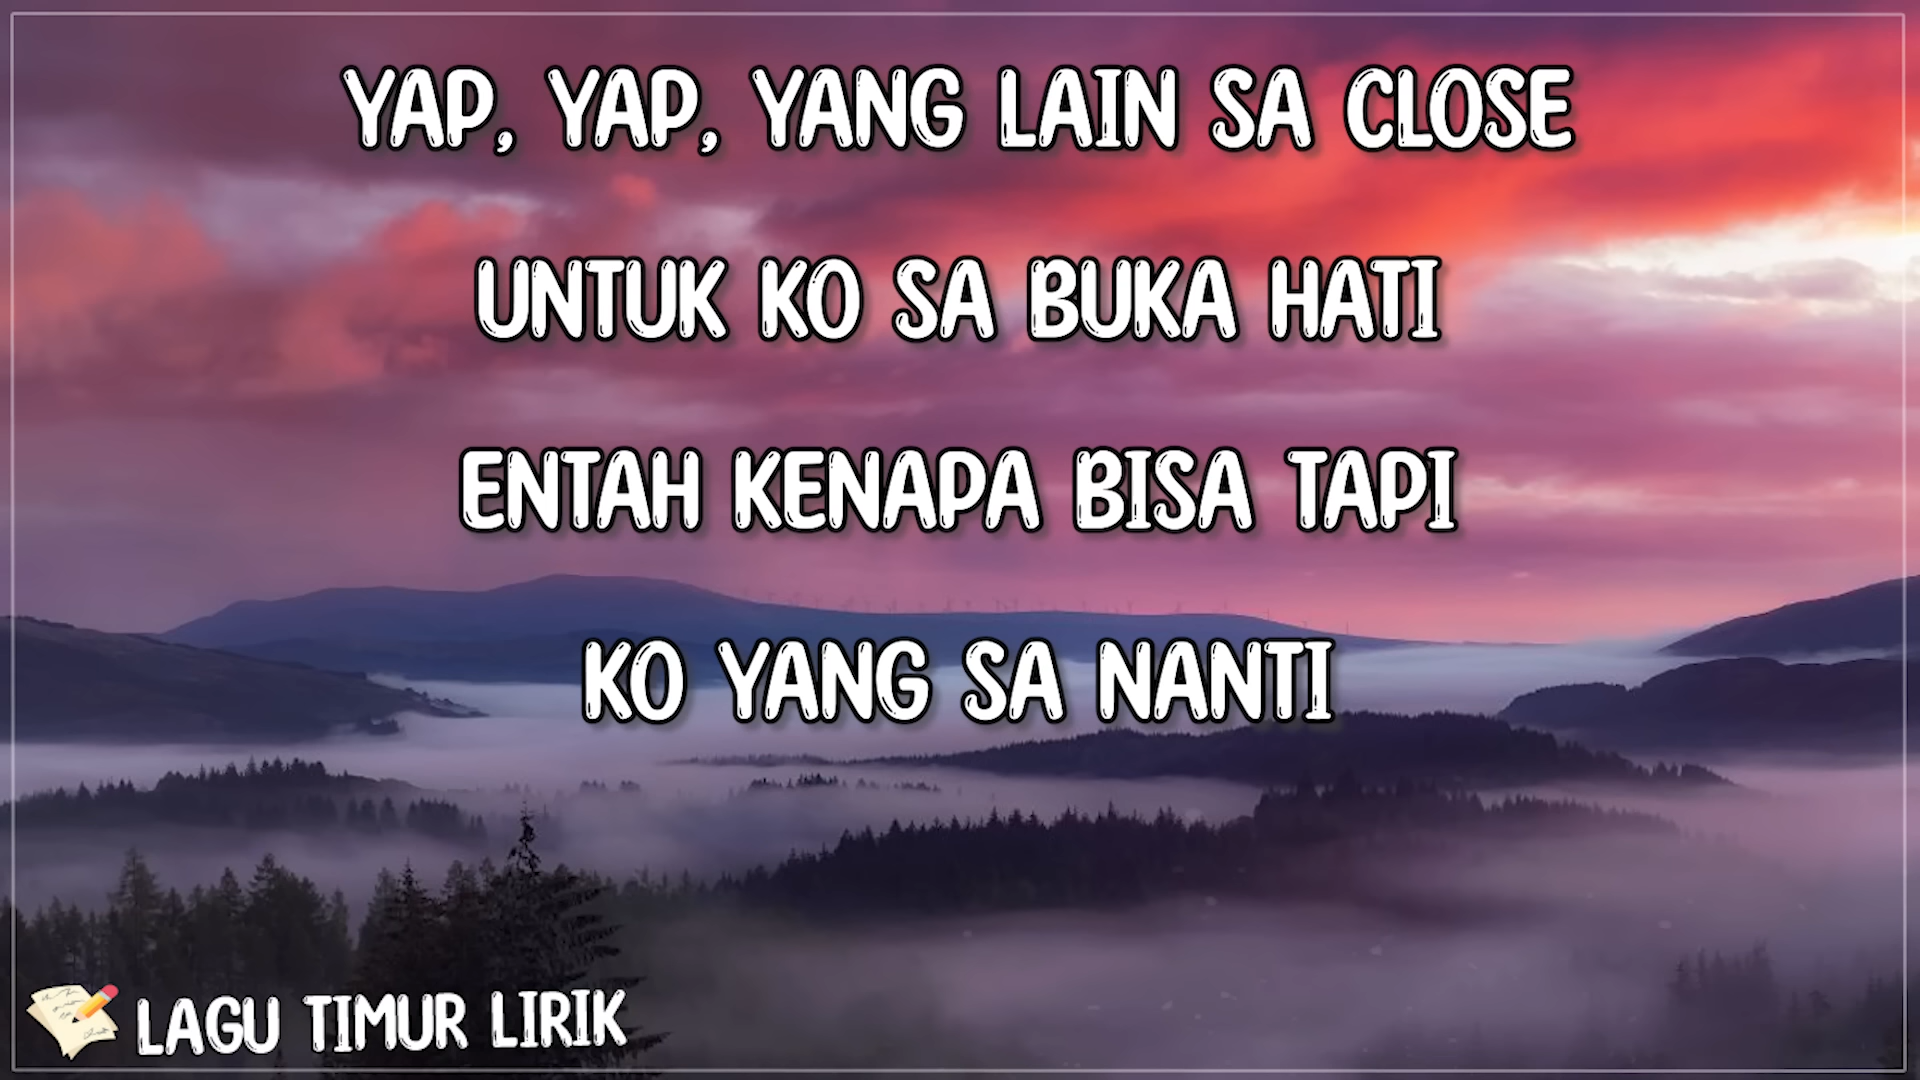 YAP, YAP, YANG LAIN SA CLOSE
UNTUK KO SA BUKA HATI
ENTAH KENAPA BISA TAPI
KO YANG SA NANTI
LAGU TIMUR LIRIK